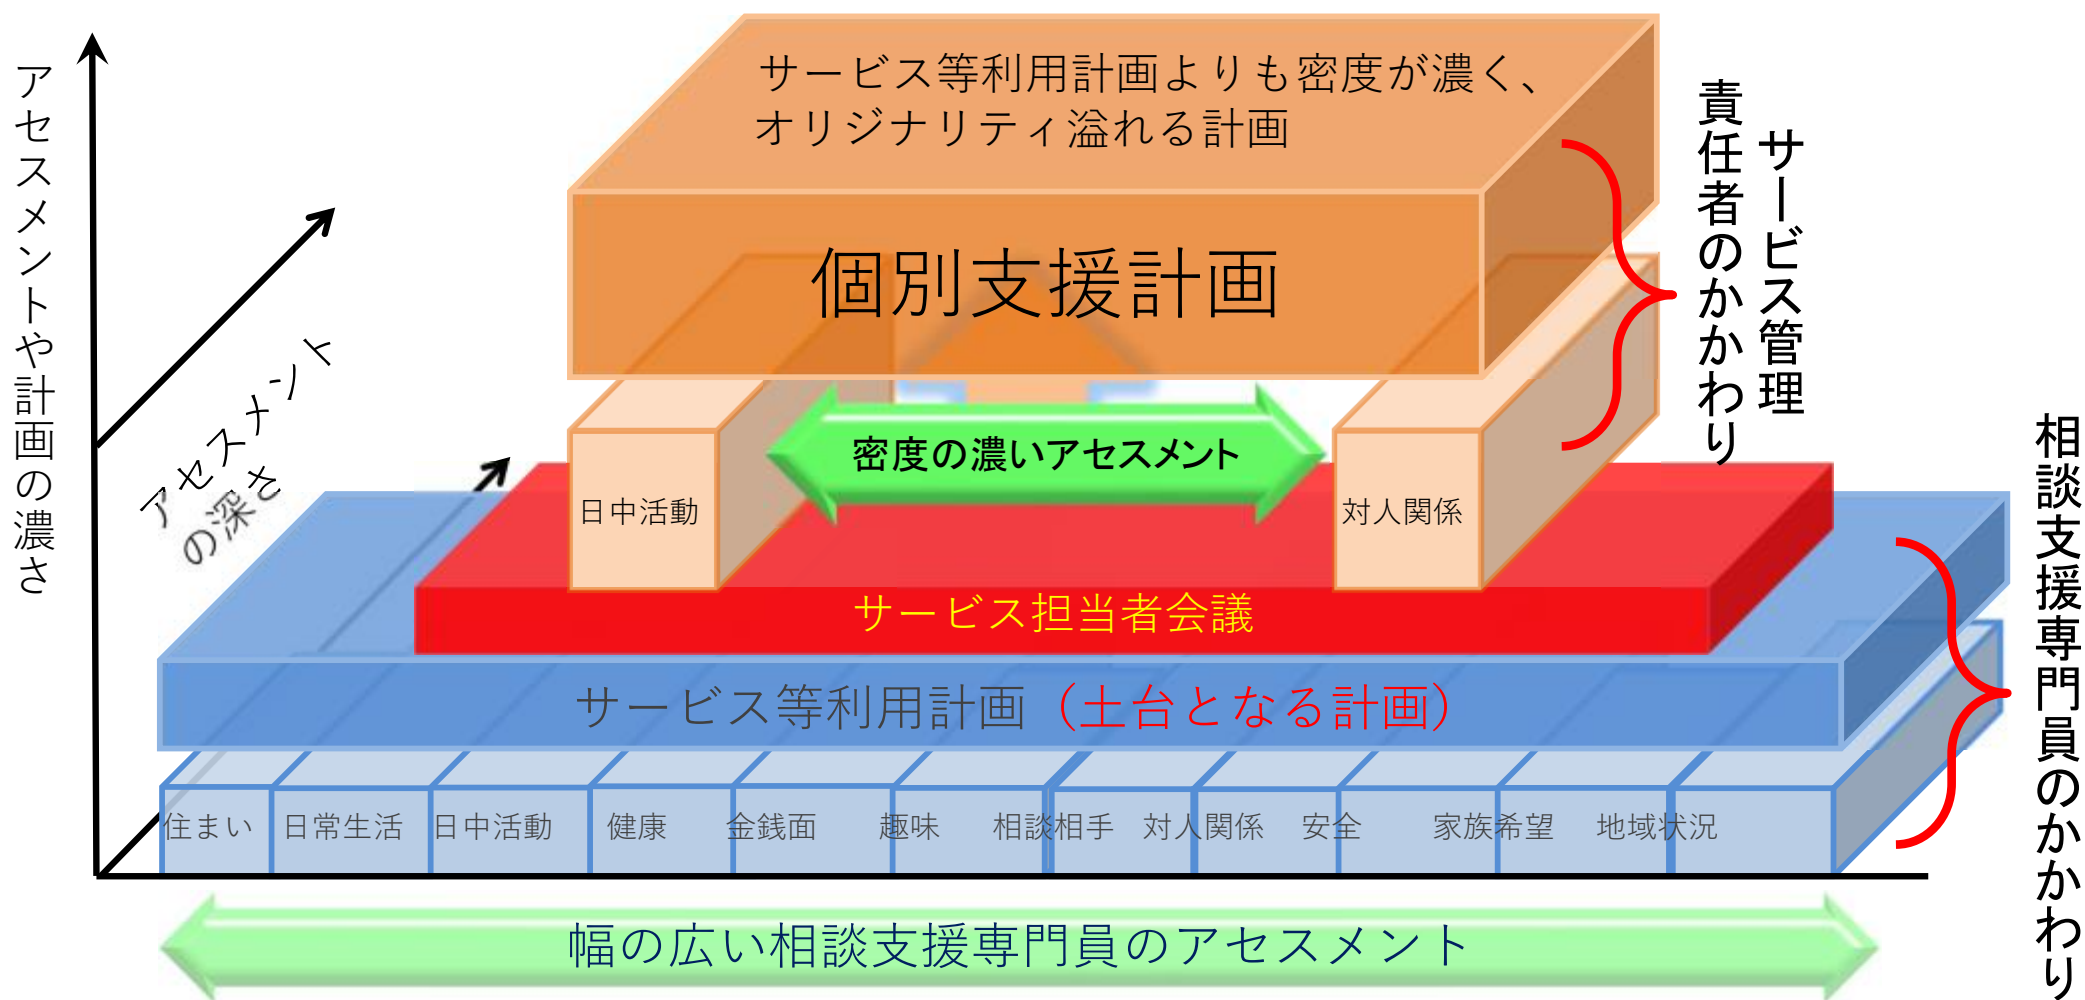 アセスメントや計画の濃さ
アセスメント
の深さ
サービス等利用計画よりも密度が濃く、
オリジナリティ溢れる計画
個別支援計画
サービス管理
責任者のかかわり
密度の濃いアセスメント
日中活動
対人関係
サービス担当者会議
サービス等利用計画（土台となる計画）
相談支援専門員のかかわり
住まい 日常生活 日中活動 健康 金銭面 趣味 相談相手 対人関係 安全 家族希望 地域状況
幅の広い相談支援専門員のアセスメント